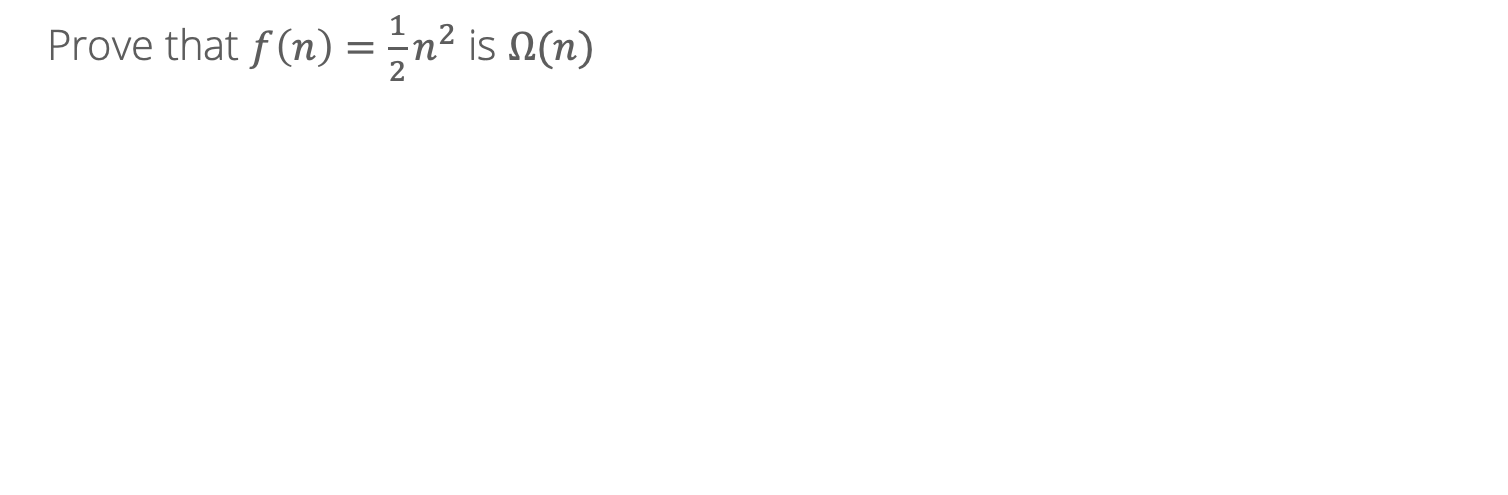 Prove that f(n) = 1/2 n² is Ω(n)